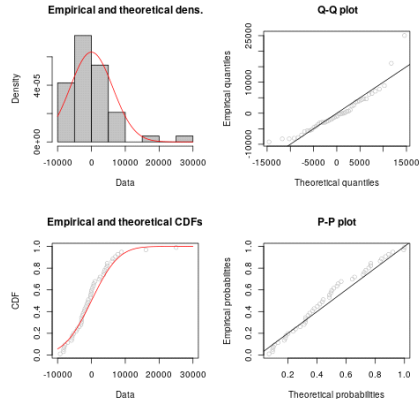 Empirical and theoretical dens.
Density
0e+00
4e-05
-10000 0 10000 20000 30000
Data
Q-Q plot
Empirical quantiles
-10000 0 10000 25000
-15000 -5000 0 5000 15000
Theoretical quantiles
Empirical and theoretical CDFs
CDF
0.0 0.2 0.4 0.6 0.8 1.0
-10000 0 10000 20000 30000
Data
P-P plot
Empirical probabilities
0.0 0.2 0.4 0.6 0.8 1.0
0.2 0.4 0.6 0.8 1.0
Theoretical probabilities